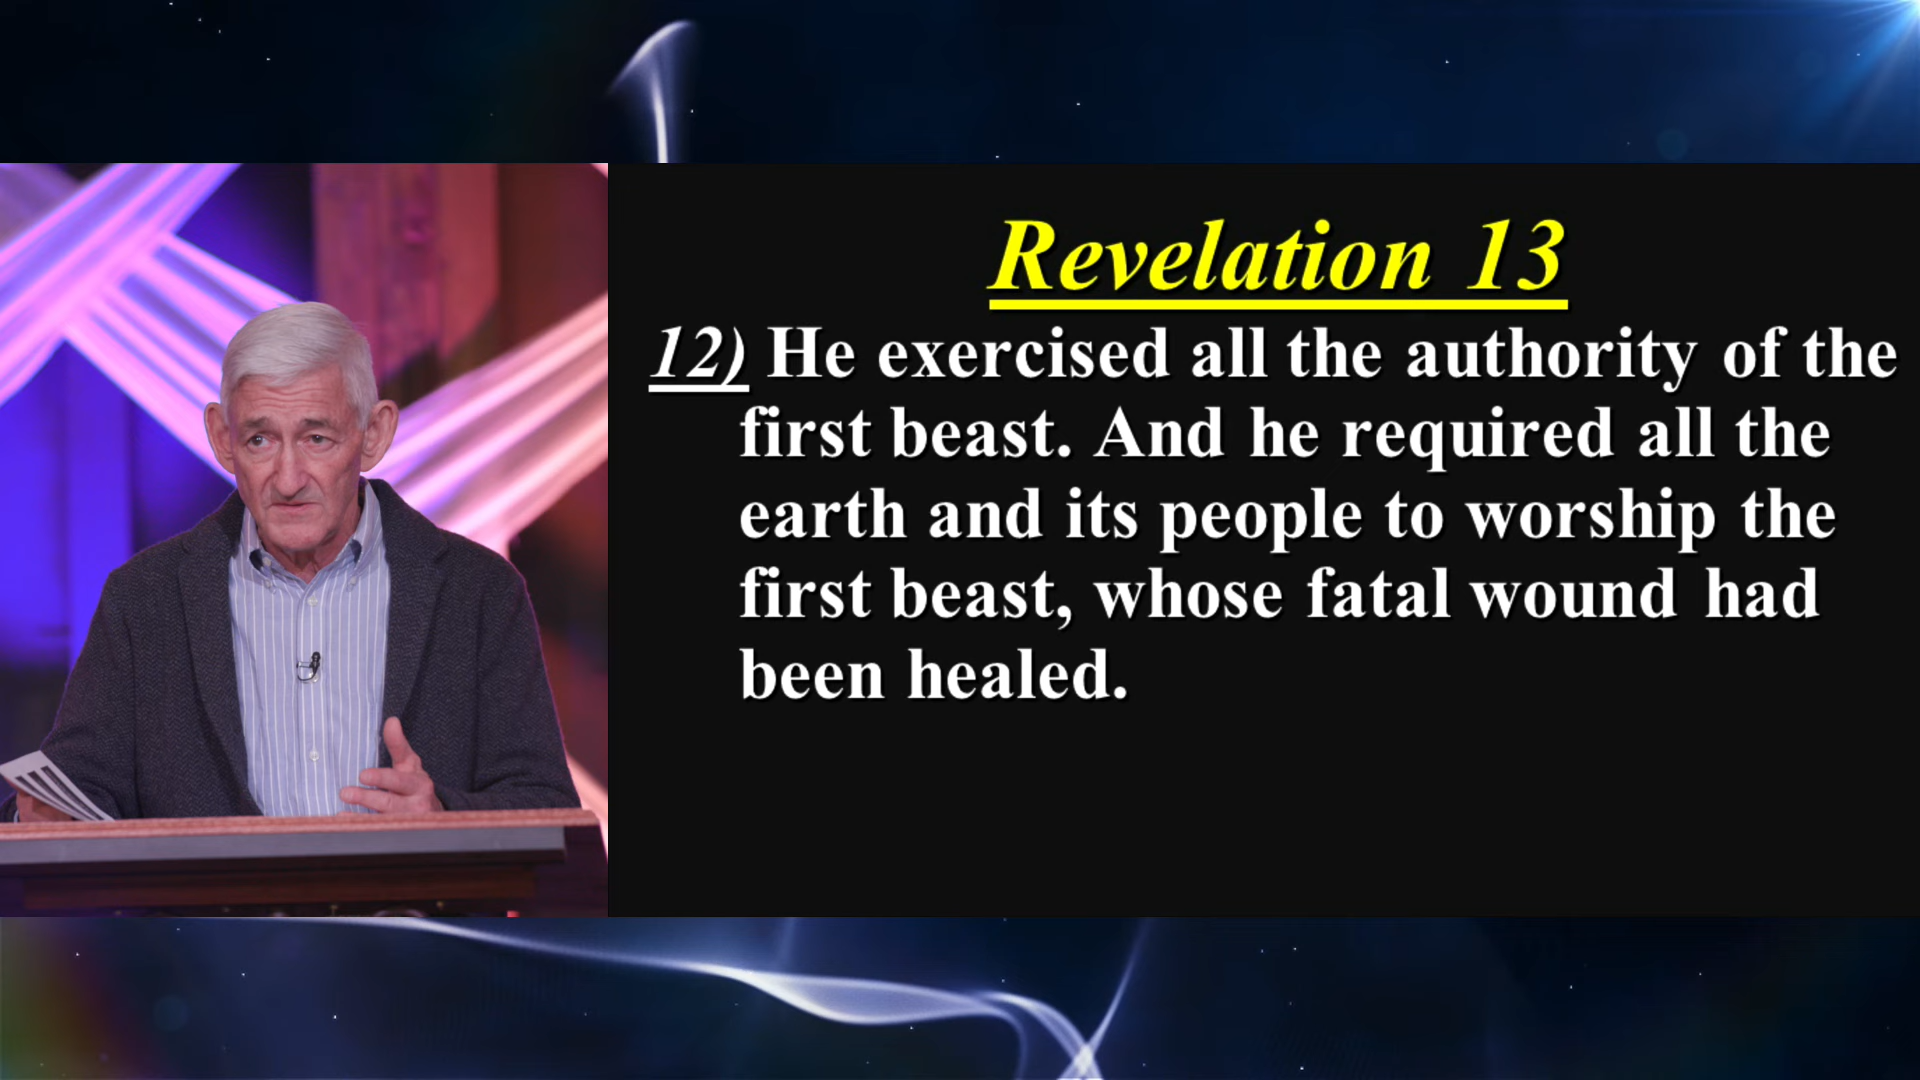 Revelation 13
12) He exercised all the authority of the
first beast. And he required all the
earth and its people to worship the
first beast, whose fatal wound had
been healed.